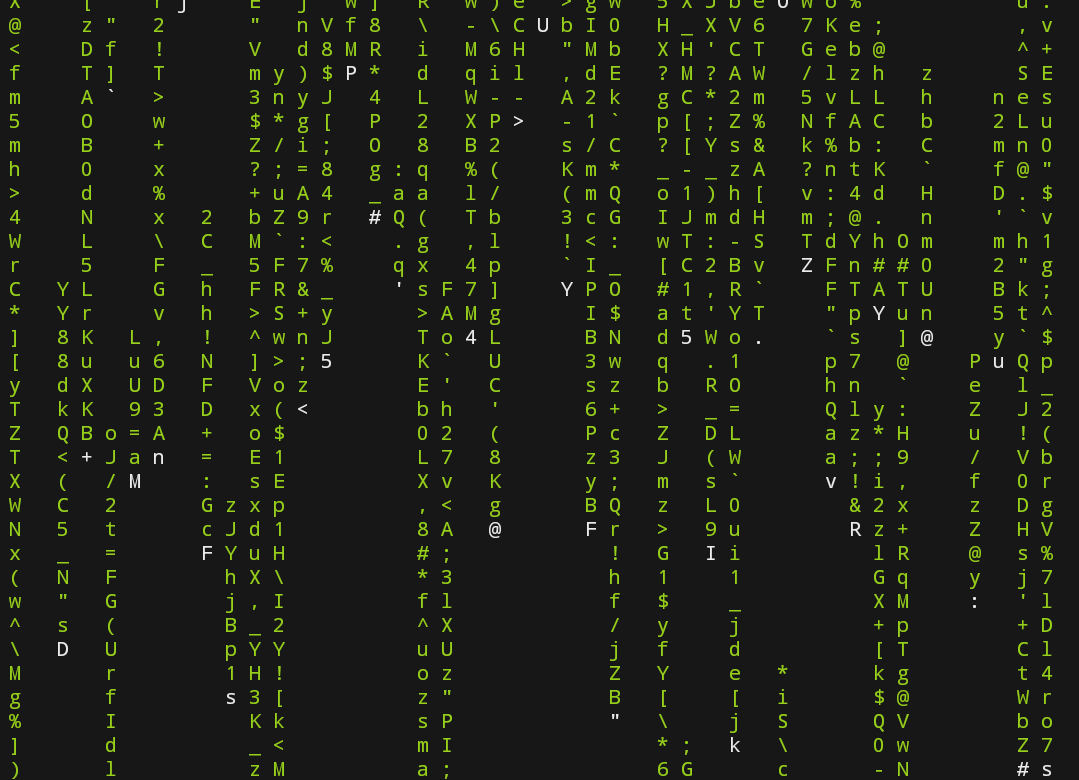 @ z " 2 " n V f 8 \ - \ C U b I 0 X _ X V 6 7 K e ; , v
< D f ! V d 8 M R i M 6 H " M b H H ' C T G e b @ ^ +
f T ] T m y ) $ P * d q i l , d E ? M ? A W / l z h z S E
m A ` > 3 n y J 4 L W - - A 2 k g C * 2 m 5 v L L h n e s
5 O w $ * g [ P 2 X P > - 1 ` p [ ; Z % N f A C b 2 L u
m B + Z / i ; O 8 B 2 s / C ? [ Y s & k % b : C m n 0
h 0 x ? ; = 8 g : q % ( K m * _ - _ z A ? n t K ` f @ "
> d % + u A 4 _ a a l / ( m Q o 1 ) h [ v : 4 d H D . $
4 N x 2 b Z 9 r # Q ( T b 3 c G I J m d H m ; @ . n ' ` v
W L \ C M ` : < . g , l ! < : w T : - S T d Y h 0 m m h 1
r 5 F _ 5 F 7 % q x 4 p ` I _ [ C 2 B v Z F n # # 0 2 " g
C Y L G h F R & _ ' s F 7 ] Y P O # 1 , R ` F T A T U B k ;
* Y r v h > S + y > A M g I $ a t ' Y T " p Y u n 5 t ^
] 8 K L , ! ^ w n J T o 4 L B N d 5 W o . ` s ] @ y ` $
[ 8 u u 6 N ] > ; 5 K ` U 3 w q . 1 p 7 @ P u Q p
y d X U D F V o z E ' C s z b R O h n ` e l _
T k K 9 3 D x ( < b h ' 6 + > _ = Q l y : Z J 2
Z Q B o = A + o $ 0 2 ( P c Z D L a z * H u ! (
T < + J a n = E 1 L 7 8 z 3 J ( W a ; ; 9 / V b
X ( / M : s E X v K y ; m s ` v ! i , f 0 r
W C 2 G z x p , < g B Q z L 0 & 2 x z D g
N 5 t c J d 1 8 A @ F r > 9 u R z + Z H V
x _ = F Y u H # ; ! G I i l R @ s %
( N F h X \ * 3 h 1 1 G q y j 7
w " G j , I f l f $ _ X M : ' l
^ s ( B _ 2 ^ X / y j + p + D
\ D U p Y Y u U j f d [ T C l
M r 1 H ! o z Z Y e * k g t 4
g f s 3 [ z " B [ [ i $ @ W r
% I K k s P " \ j S Q V b o
] d _ < m I * ; k \ O w Z 7
) l z M a ; 6 G c - N # s